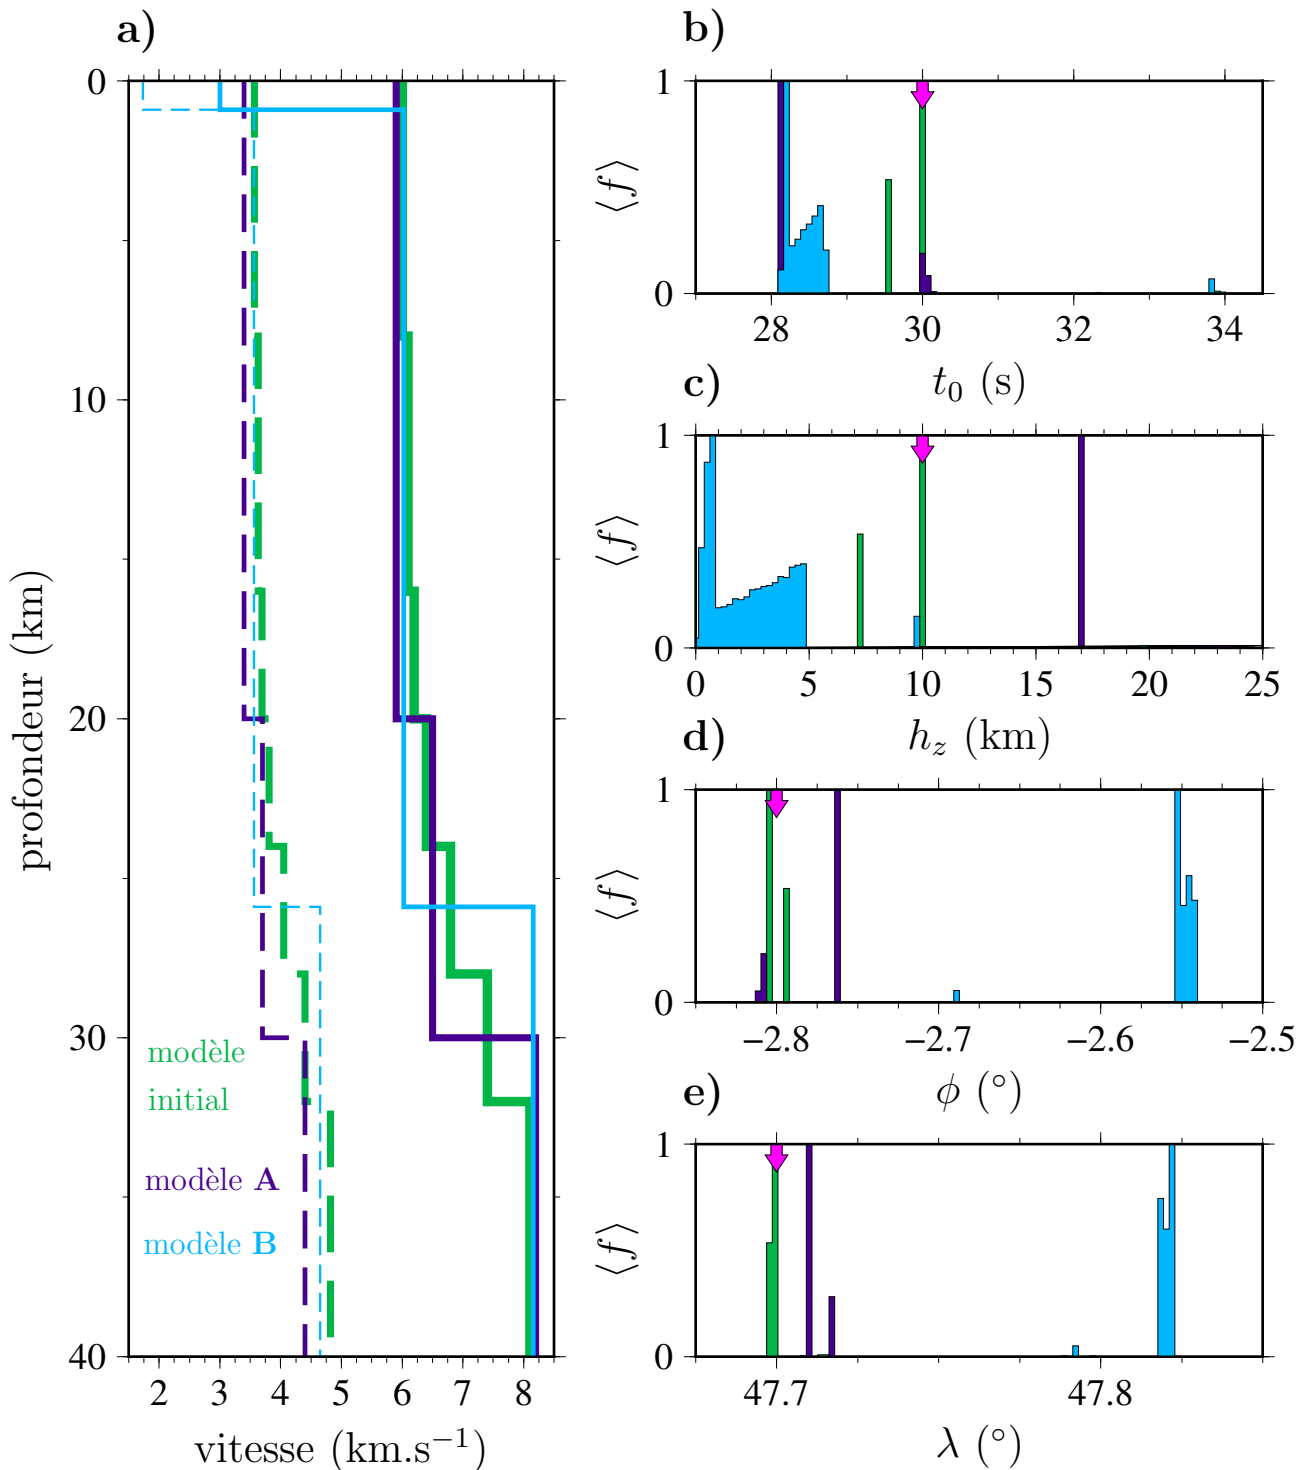 a)
0
10
20
30
40
profondeur (km)
2 3 4 5 6 7 8
vitesse (km.s−1)
modèle
initial
modèle A
modèle B
b)
1
0
⟨f⟩
28 30 32 34
t0 (s)
c)
1
0
⟨f⟩
0 5 10 15 20 25
hz (km)
d)
1
0
⟨f⟩
−2.8 −2.7 −2.6 −2.5
ϕ (°)
e)
1
0
⟨f⟩
47.7 47.8
λ (°)